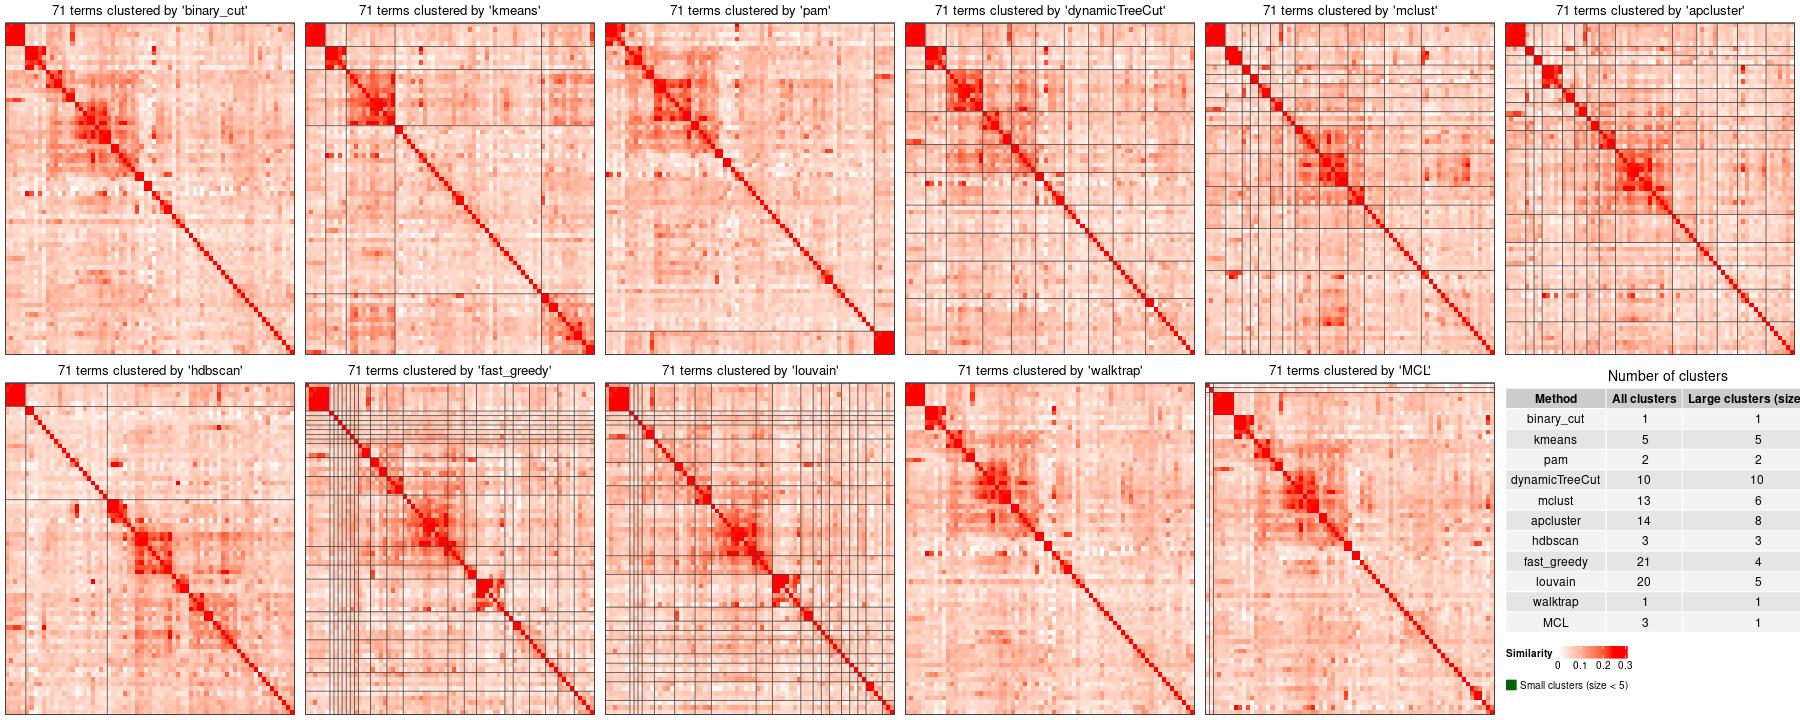 71 terms clustered by 'binary_cut'
71 terms clustered by 'kmeans'
71 terms clustered by 'pam'
71 terms clustered by 'dynamicTreeCut'
71 terms clustered by 'mclust'
71 terms clustered by 'apcluster'
71 terms clustered by 'hdbscan'
71 terms clustered by 'fast_greedy'
71 terms clustered by 'louvain'
71 terms clustered by 'walktrap'
71 terms clustered by 'MCL'
Number of clusters
Method All clusters Large clusters (size
binary_cut 1 1
kmeans 5 5
pam 2 2
dynamicTreeCut 10 10
mclust 13 6
apcluster 14 8
hdbscan 3 3
fast_greedy 21 4
louvain 20 5
walktrap 1 1
MCL 3 1
Similarity
0 0.1 0.2 0.3
Small clusters (size < 5)